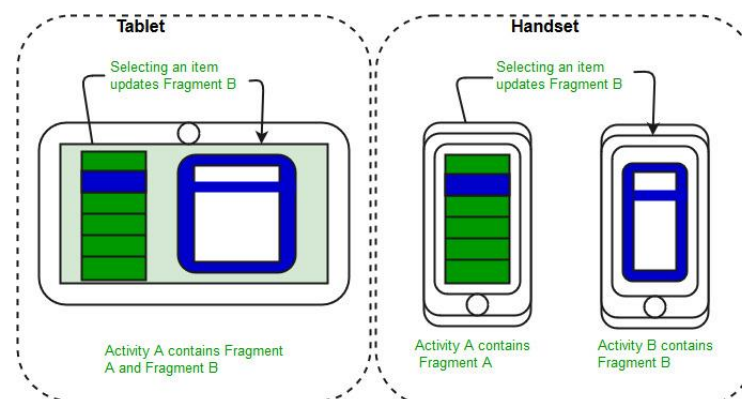 Tablet
Selecting an item
updates Fragment B
Activity A contains Fragment
A and Fragment B
Handset
Selecting an item
updates Fragment B
Activity A contains
Fragment A
Activity B contains
Fragment B